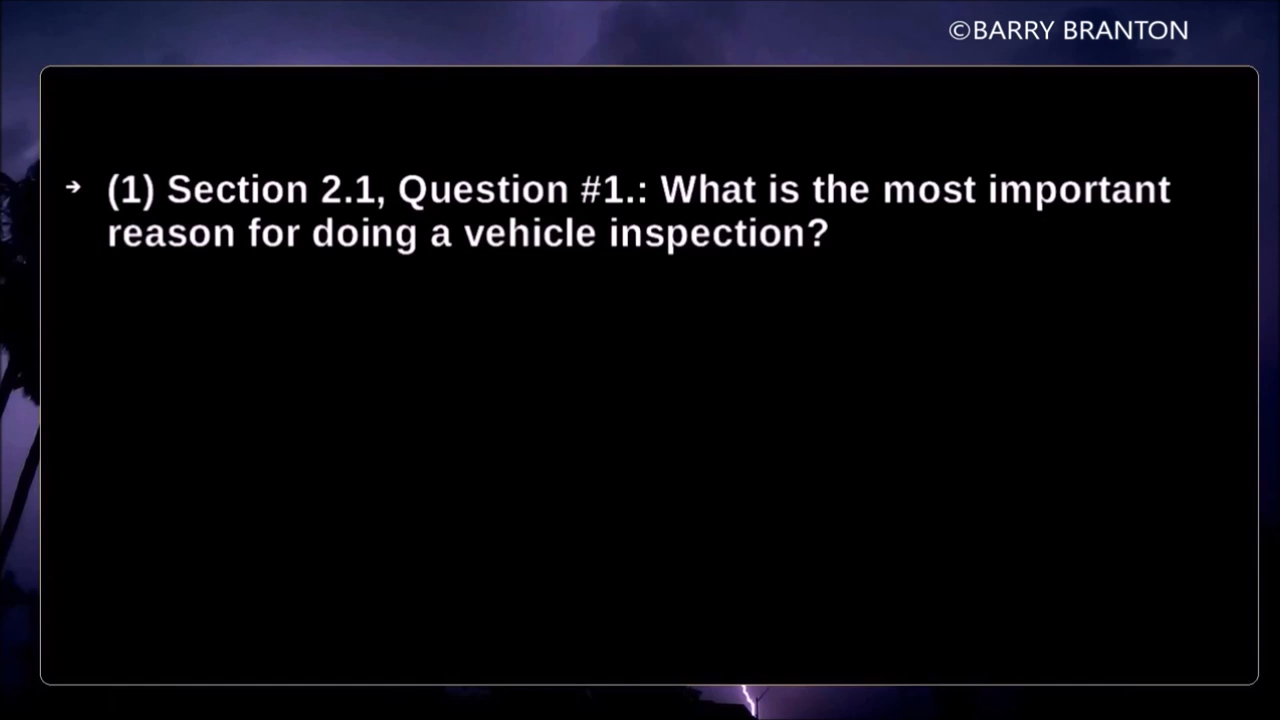 ©BARRY BRANTON
➔ (1) Section 2.1, Question #1.: What is the most important
reason for doing a vehicle inspection?